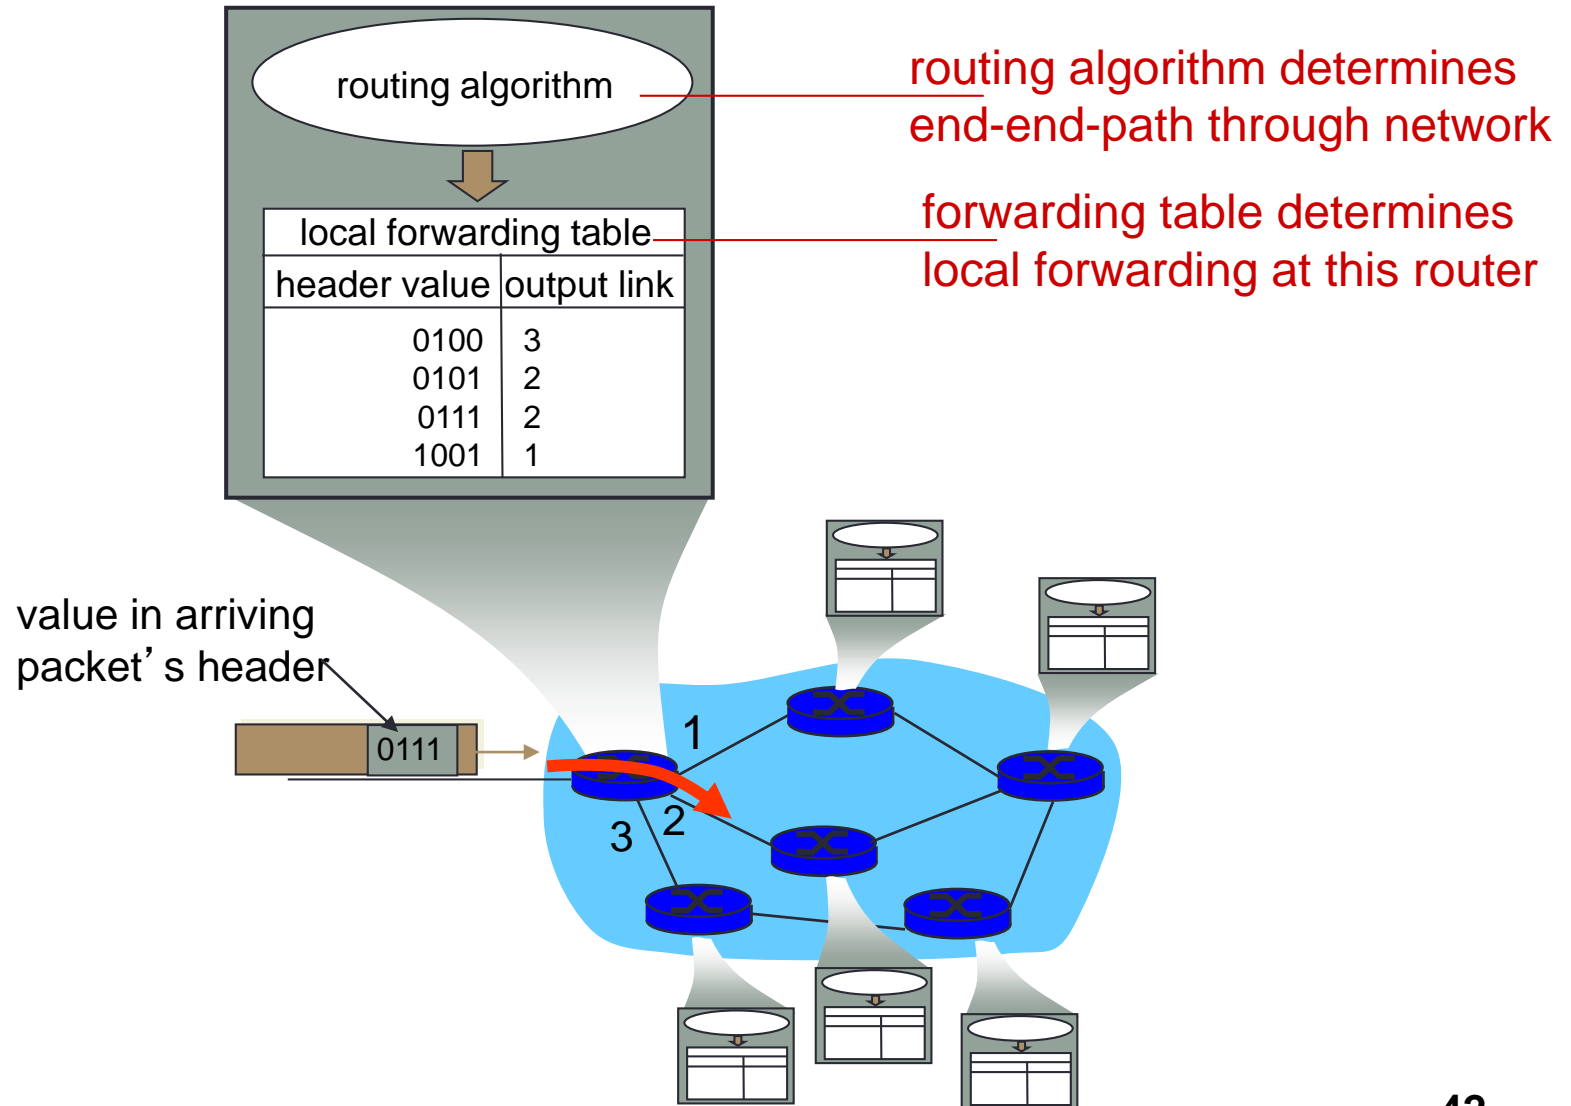 routing algorithm
routing algorithm determines
end-end-path through network
local forwarding table
forwarding table determines
local forwarding at this router
header value output link
0100 3
0101 2
0111 2
1001 1
value in arriving
packet’s header
0111
1
2
3